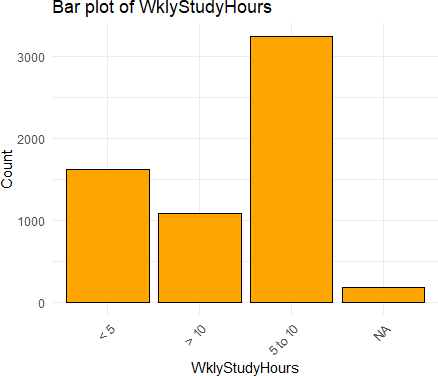 Bar plot of WklyStudyHours
Count
3000
2000
1000
0
< 5
> 10
5 to 10
NA
WklyStudyHours